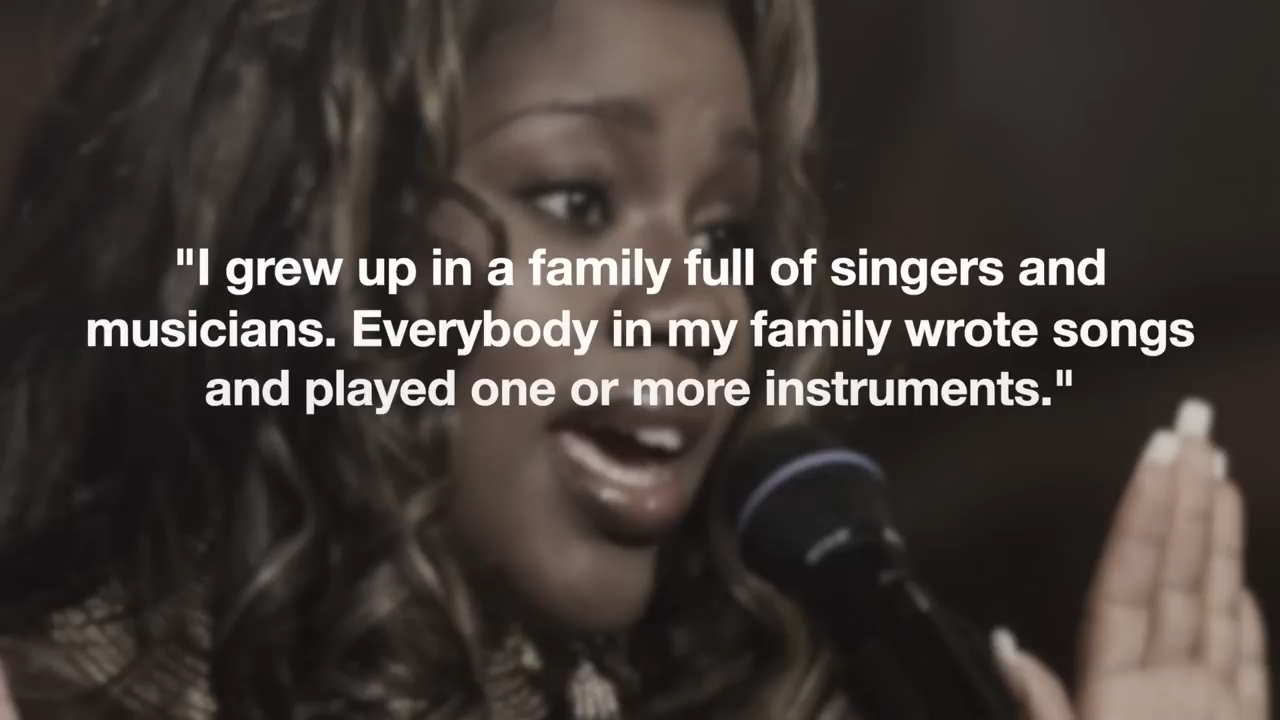 "I grew up in a family full of singers and
musicians. Everybody in my family wrote songs
and played one or more instruments."